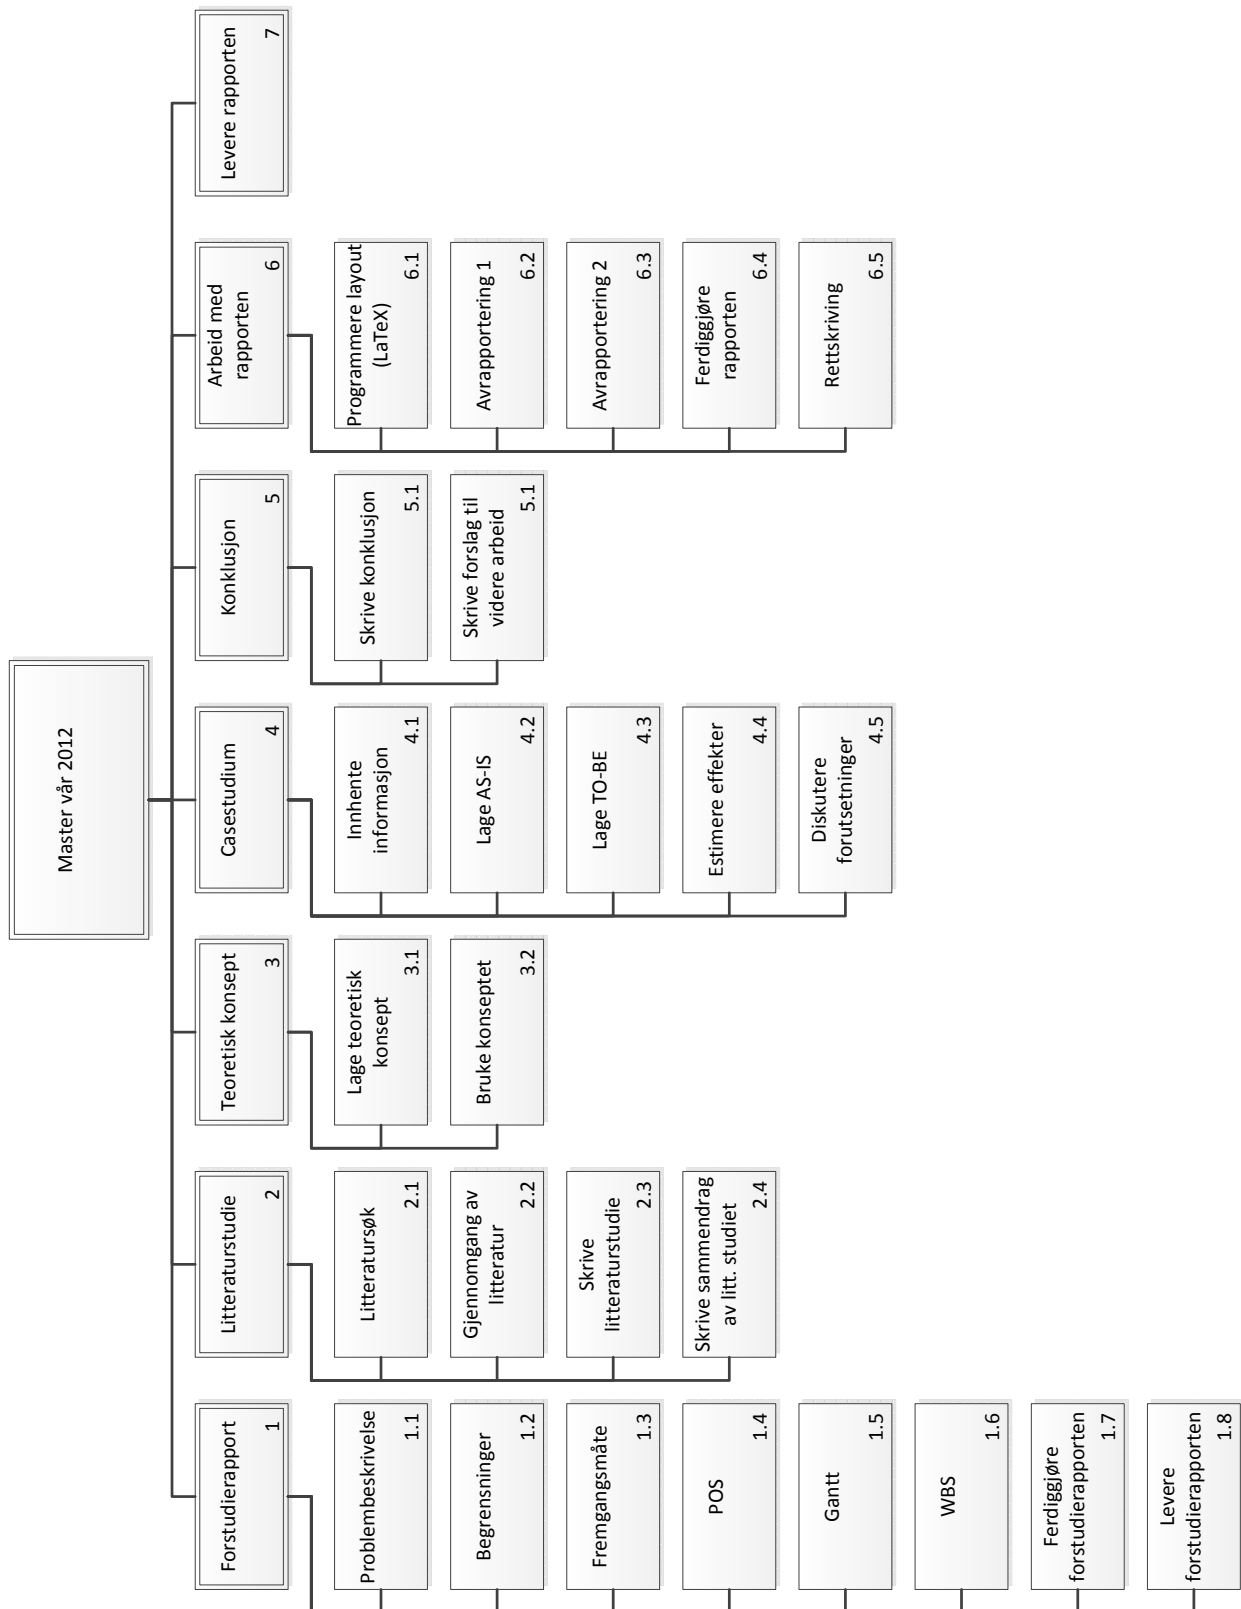 Master vår 2012
Forstudierapport
1
Problembeskrivelse
1.1
Begrensninger
1.2
Fremgangsmåte
1.3
POS
1.4
Gantt
1.5
WBS
1.6
Ferdiggjøre
forstudierapporten
1.7
Levere
forstudierapporten
1.8
Litteraturstudie
2
Litteratursøk
2.1
Gjennomgang av
litteratur
2.2
Skrive
litteraturstudie
2.3
Skrive sammendrag
av litt. studiet
2.4
Teoretisk konsept
3
Lage teoretisk
konsept
3.1
Bruke konseptet
3.2
Casestudium
4
Innhente
informasjon
4.1
Lage AS-IS
4.2
Lage TO-BE
4.3
Estimere effekter
4.4
Diskutere
forutsetninger
4.5
Konklusjon
5
Skrive konklusjon
5.1
Skrive forslag til
videre arbeid
5.1
Arbeid med
rapporten
6
Programmere layout
(LaTeX)
6.1
Avrapportering 1
6.2
Avrapportering 2
6.3
Ferdiggjøre
rapporten
6.4
Rettskriving
6.5
Levere rapporten
7